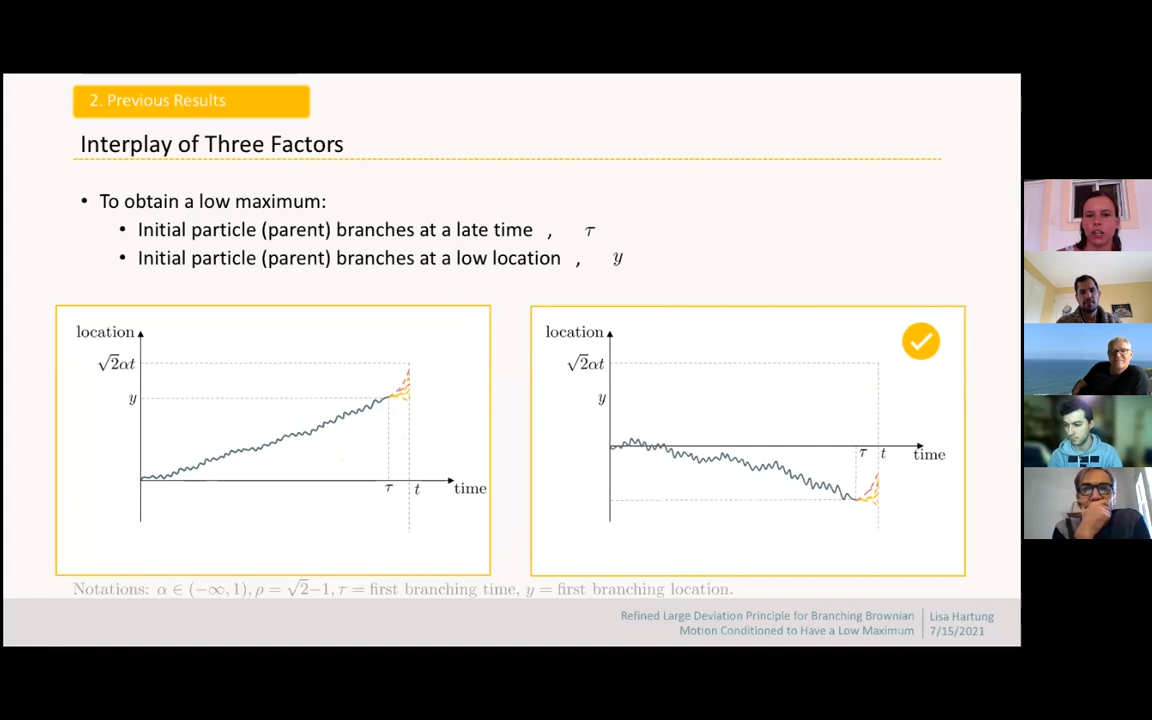 2. Previous Results
Interplay of Three Factors
• To obtain a low maximum:
• Initial particle (parent) branches at a late time , τ
• Initial particle (parent) branches at a low location , y
location
√2αt
y
τ
t
time
location
√2αt
y
τ
t
time
Notations: α ∈ (−∞, 1), ρ = √2−1, τ = first branching time, y = first branching location.
Refined Large Deviation Principle for Branching Brownian
Motion Conditioned to Have a Low Maximum
Lisa Hartung
7/15/2021